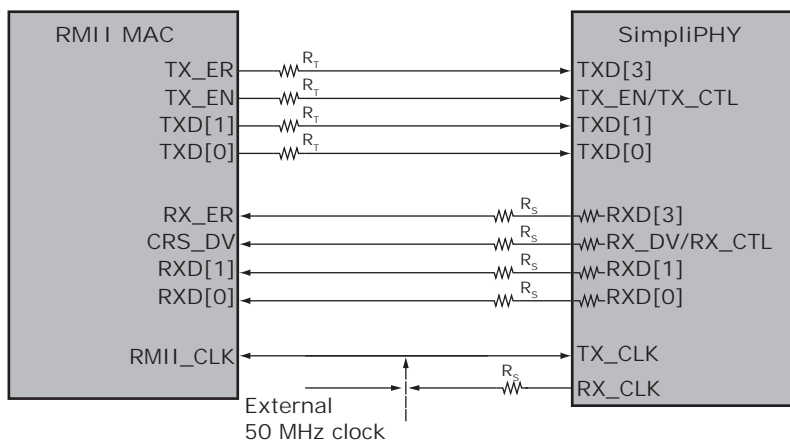 RMII MAC
SimpliPHY
TX_ER
R_T
TXD[3]
TX_EN
R_T
TX_EN/TX_CTL
TXD[1]
R_T
TXD[1]
TXD[0]
R_T
TXD[0]
RX_ER
R_S
RXD[3]
CRS_DV
R_S
RX_DV/RX_CTL
RXD[1]
R_S
RXD[1]
RXD[0]
R_S
RXD[0]
RMII_CLK
TX_CLK
R_S
RX_CLK
External
50 MHz clock